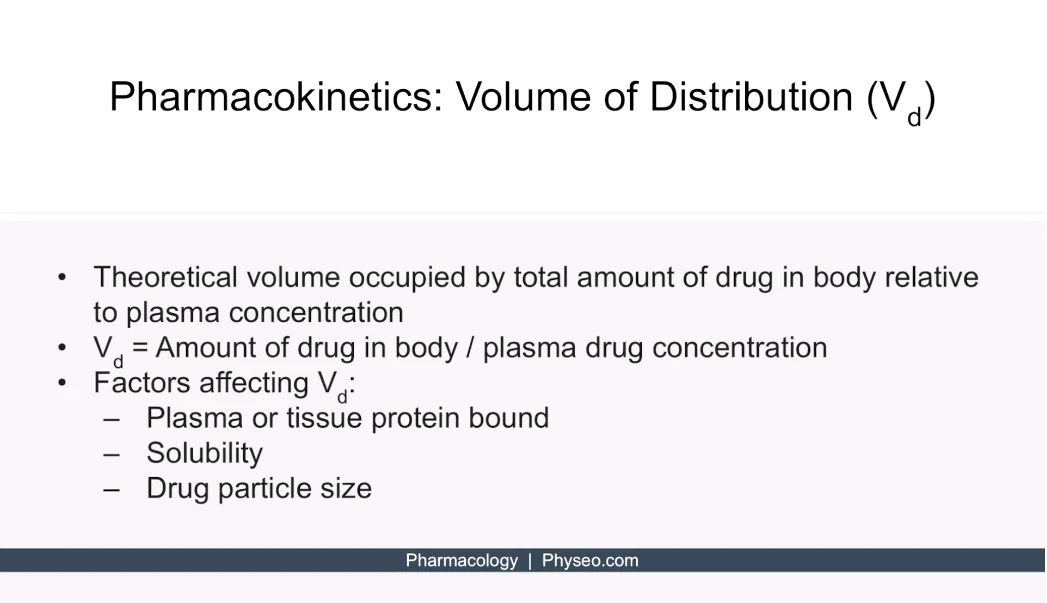 Pharmacokinetics: Volume of Distribution (Vd)
• Theoretical volume occupied by total amount of drug in body relative
to plasma concentration
• Vd = Amount of drug in body / plasma drug concentration
• Factors affecting Vd:
– Plasma or tissue protein bound
– Solubility
– Drug particle size
Pharmacology | Physeo.com